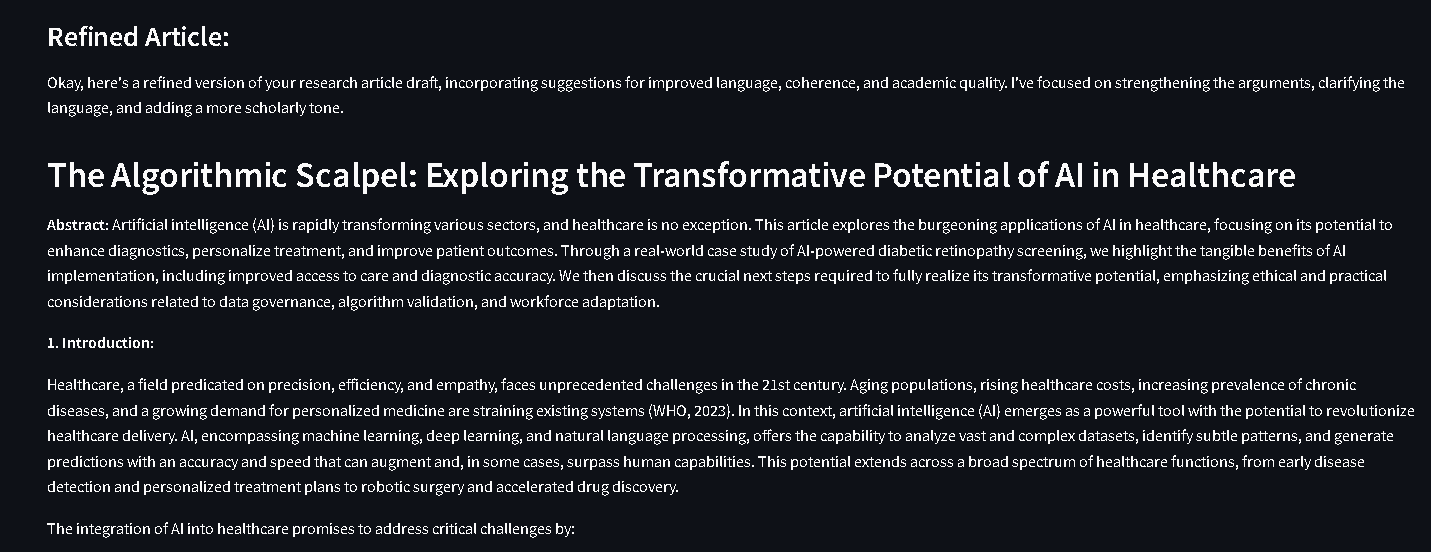 Refined Article:
Okay, here's a refined version of your research article draft, incorporating suggestions for improved language, coherence, and academic quality. I've focused on strengthening the arguments, clarifying the
language, and adding a more scholarly tone.
The Algorithmic Scalpel: Exploring the Transformative Potential of AI in Healthcare
Abstract: Artificial intelligence (AI) is rapidly transforming various sectors, and healthcare is no exception. This article explores the burgeoning applications of AI in healthcare, focusing on its potential to
enhance diagnostics, personalize treatment, and improve patient outcomes. Through a real-world case study of AI-powered diabetic retinopathy screening, we highlight the tangible benefits of AI
implementation, including improved access to care and diagnostic accuracy. We then discuss the crucial next steps required to fully realize its transformative potential, emphasizing ethical and practical
considerations related to data governance, algorithm validation, and workforce adaptation.
1. Introduction:
Healthcare, a field predicated on precision, efficiency, and empathy, faces unprecedented challenges in the 21st century. Aging populations, rising healthcare costs, increasing prevalence of chronic
diseases, and a growing demand for personalized medicine are straining existing systems (WHO, 2023). In this context, artificial intelligence (AI) emerges as a powerful tool with the potential to revolutionize
healthcare delivery. AI, encompassing machine learning, deep learning, and natural language processing, offers the capability to analyze vast and complex datasets, identify subtle patterns, and generate
predictions with an accuracy and speed that can augment and, in some cases, surpass human capabilities. This potential extends across a broad spectrum of healthcare functions, from early disease
detection and personalized treatment plans to robotic surgery and accelerated drug discovery.
The integration of AI into healthcare promises to address critical challenges by: